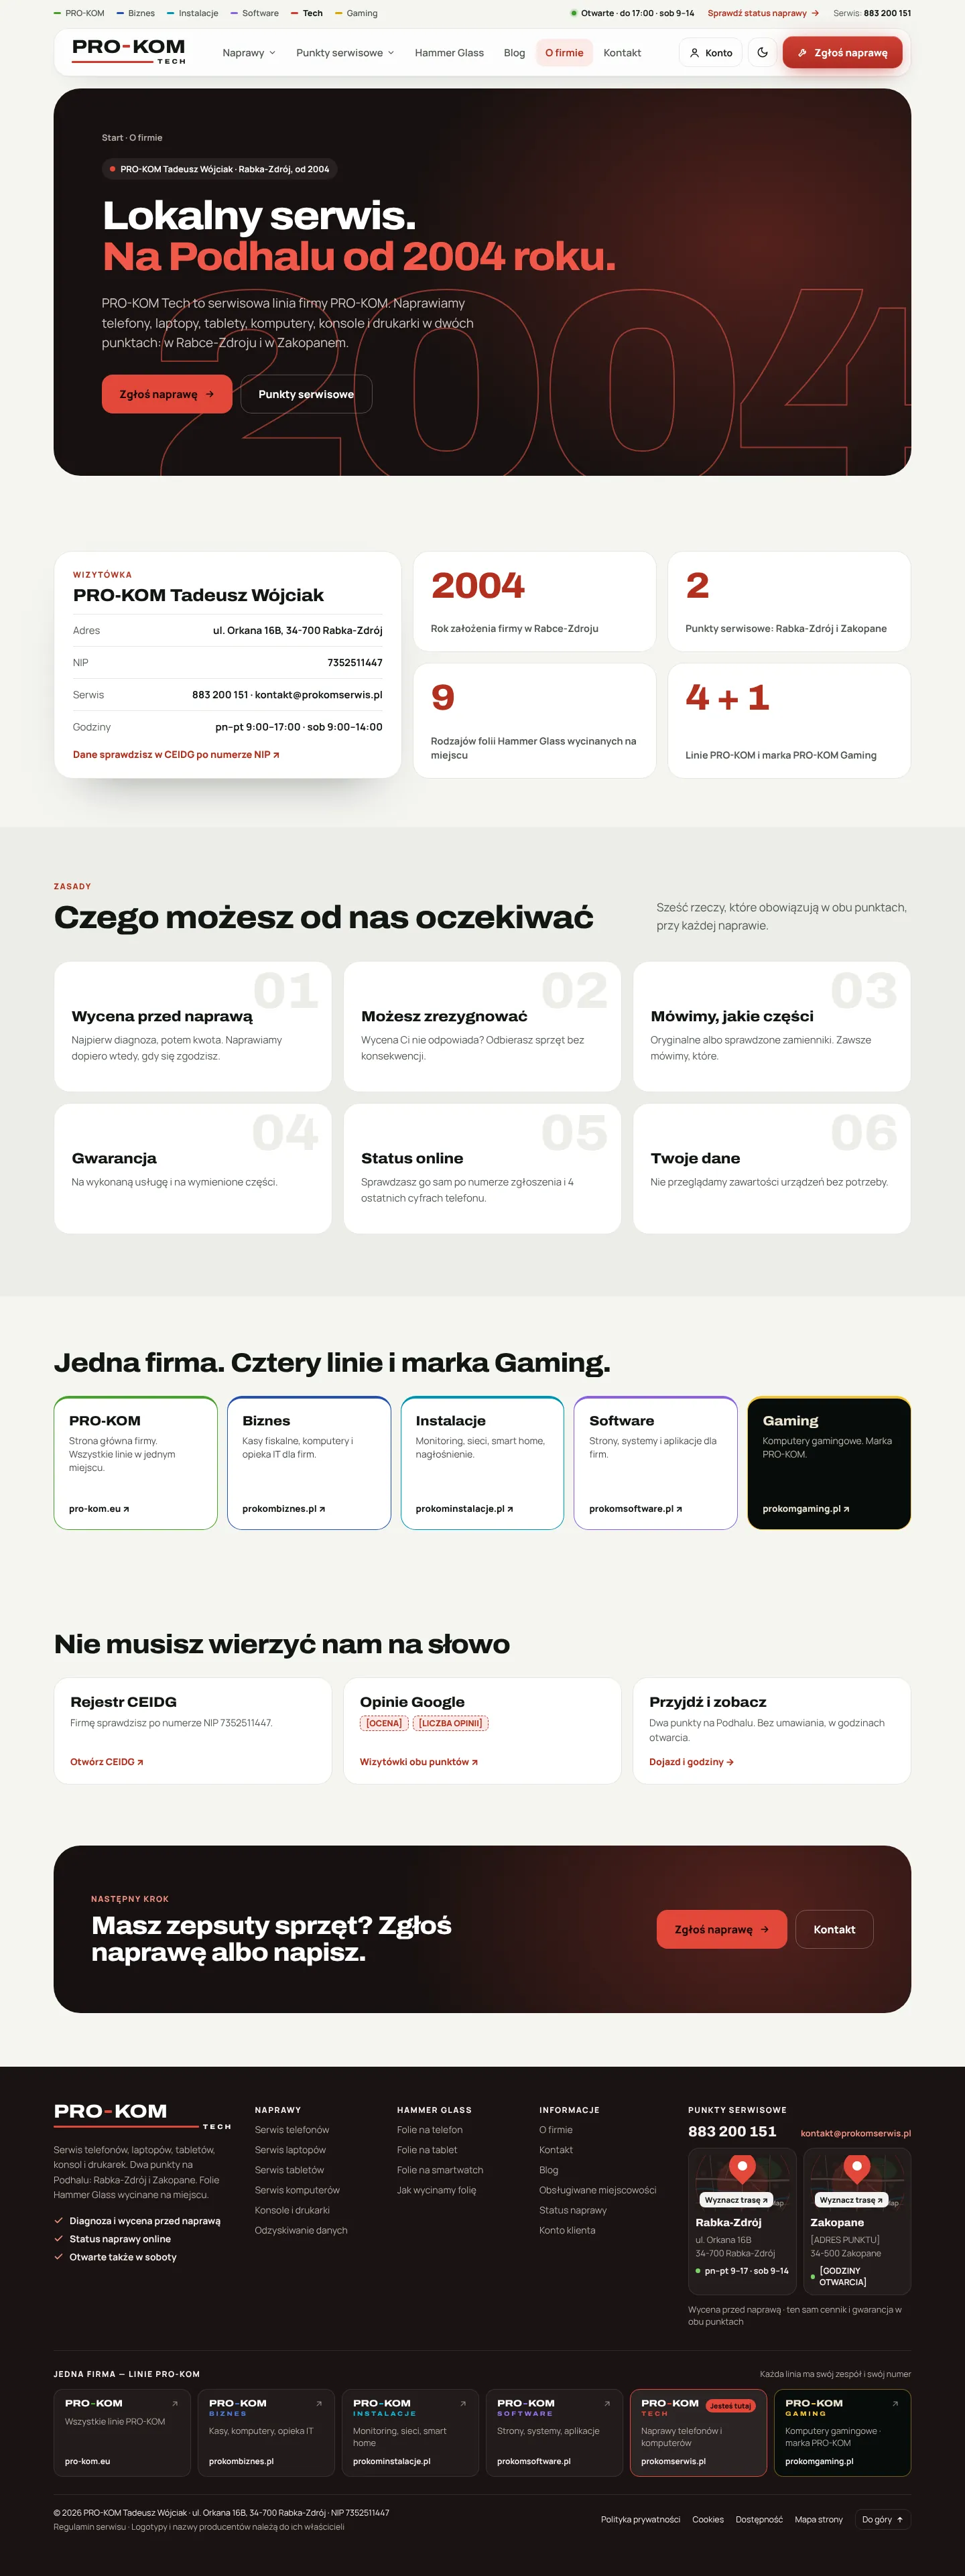 PRO-KOM Biznes Instalacje Software Tech Gaming
Otwarte · do 17:00 · sob 9–14 Sprawdź status naprawy → Serwis: 883 200 151
PRO-KOM
TECH
Naprawy Punkty serwisowe Hammer Glass Blog O firmie Kontakt
Konto
Zgłoś naprawę
Start · O firmie
PRO-KOM Tadeusz Wójciak · Rabka-Zdrój, od 2004
Lokalny serwis.
Na Podhalu od 2004 roku.
PRO-KOM Tech to serwisowa linia firmy PRO-KOM. Naprawiamy
telefony, laptopy, tablety, komputery, konsole i drukarki w dwóch
punktach: w Rabce-Zdroju i w Zakopanem.
Zgłoś naprawę →
Punkty serwisowe
2004
WIZYTÓWKA
PRO-KOM Tadeusz Wójciak
Adres ul. Orkana 16B, 34-700 Rabka-Zdrój
NIP 7352511447
Serwis 883 200 151 · kontakt@prokomserwis.pl
Godziny pn–pt 9:00–17:00 · sob 9:00–14:00
Dane sprawdzisz w CEIDG po numerze NIP ↗
2004
Rok założenia firmy w Rabce-Zdroju
2
Punkty serwisowe: Rabka-Zdrój i Zakopane
9
Rodzajów folii Hammer Glass wycinanych na
miejscu
4 + 1
Linie PRO-KOM i marka PRO-KOM Gaming
ZASADY
Czego możesz od nas oczekiwać
Sześć rzeczy, które obowiązują w obu punktach,
przy każdej naprawie.
01
Wycena przed naprawą
Najpierw diagnoza, potem kwota. Naprawiamy
dopiero wtedy, gdy się zgodzisz.
02
Możesz zrezygnować
Wycena Ci nie odpowiada? Odbierasz sprzęt bez
konsekwencji.
03
Mówimy, jakie części
Oryginalne albo sprawdzone zamienniki. Zawsze
mówimy, które.
04
Gwarancja
Na wykonaną usługę i na wymienione części.
05
Status online
Sprawdzasz go sam po numerze zgłoszenia i 4
ostatnich cyfrach telefonu.
06
Twoje dane
Nie przeglądamy zawartości urządzeń bez potrzeby.
Jedna firma. Cztery linie i marka Gaming.
PRO-KOM
Strona główna firmy.
Wszystkie linie w jednym
miejscu.
pro-kom.eu ↗
Biznes
Kasy fiskalne, komputery i
opieka IT dla firm.
prokombiznes.pl ↗
Instalacje
Monitoring, sieci, smart home,
nagłośnienie.
prokominstalacje.pl ↗
Software
Strony, systemy i aplikacje dla
firm.
prokomsoftware.pl ↗
Gaming
Komputery gamingowe. Marka
PRO-KOM.
prokomgaming.pl ↗
Nie musisz wierzyć nam na słowo
Rejestr CEIDG
Firmę sprawdzisz po numerze NIP 7352511447.
Otwórz CEIDG ↗
Opinie Google
[OCENA] [LICZBA OPINII]
Wizytówki obu punktów ↗
Przyjdź i zobacz
Dwa punkty na Podhalu. Bez umawiania, w godzinach
otwarcia.
Dojazd i godziny →
NASTĘPNY KROK
Masz zepsuty sprzęt? Zgłoś
naprawę albo napisz.
Zgłoś naprawę →
Kontakt
PRO-KOM
TECH
Serwis telefonów, laptopów, tabletów,
konsol i drukarek. Dwa punkty na
Podhalu: Rabka-Zdrój i Zakopane. Folie
Hammer Glass wycinane na miejscu.
Diagnoza i wycena przed naprawą
Status naprawy online
Otwarte także w soboty
NAPRAWY
Serwis telefonów
Serwis laptopów
Serwis tabletów
Serwis komputerów
Konsole i drukarki
Odzyskiwanie danych
HAMMER GLASS
Folie na telefon
Folie na tablet
Folie na smartwatch
Jak wycinamy folię
INFORMACJE
O firmie
Kontakt
Blog
Obsługiwane miejscowości
Status naprawy
Konto klienta
PUNKTY SERWISOWE
883 200 151 kontakt@prokomserwis.pl
Wyznacz trasę ↗
Rabka-Zdrój
ul. Orkana 16B
34-700 Rabka-Zdrój
pn–pt 9–17 · sob 9–14
Wyznacz trasę ↗
Zakopane
[ADRES PUNKTU]
34-500 Zakopane
[GODZINY
OTWARCIA]
Wycena przed naprawą · ten sam cennik i gwarancja w
obu punktach
JEDNA FIRMA — LINIE PRO-KOM
Każda linia ma swój zespół i swój numer
PRO-KOM
Wszystkie linie PRO-KOM
pro-kom.eu
PRO-KOM
BIZNES
Kasy, komputery, opieka IT
prokombiznes.pl
PRO-KOM
INSTALACJE
Monitoring, sieci, smart
home
prokominstalacje.pl
PRO-KOM
SOFTWARE
Strony, systemy, aplikacje
prokomsoftware.pl
PRO-KOM
TECH
Jesteś tutaj
Naprawy telefonów i
komputerów
prokomserwis.pl
PRO-KOM
GAMING
Komputery gamingowe ·
marka PRO-KOM
prokomgaming.pl
© 2026 PRO-KOM Tadeusz Wójciak · ul. Orkana 16B, 34-700 Rabka-Zdrój · NIP 7352511447
Regulamin serwisu · Logotypy i nazwy producentów należą do ich właścicieli
Polityka prywatności Cookies Dostępność Mapa strony Do góry ↑